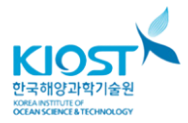 KIOST
한국해양과학기술원
KOREA INSTITUTE OF
OCEAN SCIENCE & TECHNOLOGY